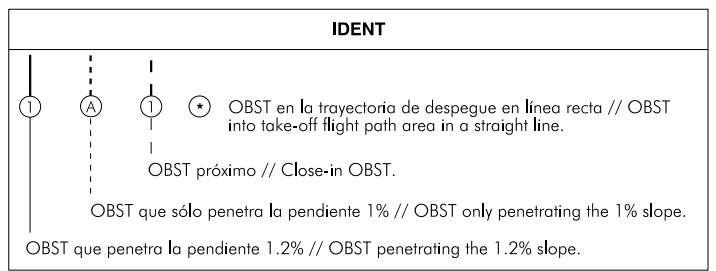 IDENT
1 A 1 * OBST en la trayectoria de despegue en línea recta // OBST
into take-off flight path area in a straight line.
OBST próximo // Close-in OBST.
OBST que sólo penetra la pendiente 1% // OBST only penetrating the 1% slope.
OBST que penetra la pendiente 1.2% // OBST penetrating the 1.2% slope.